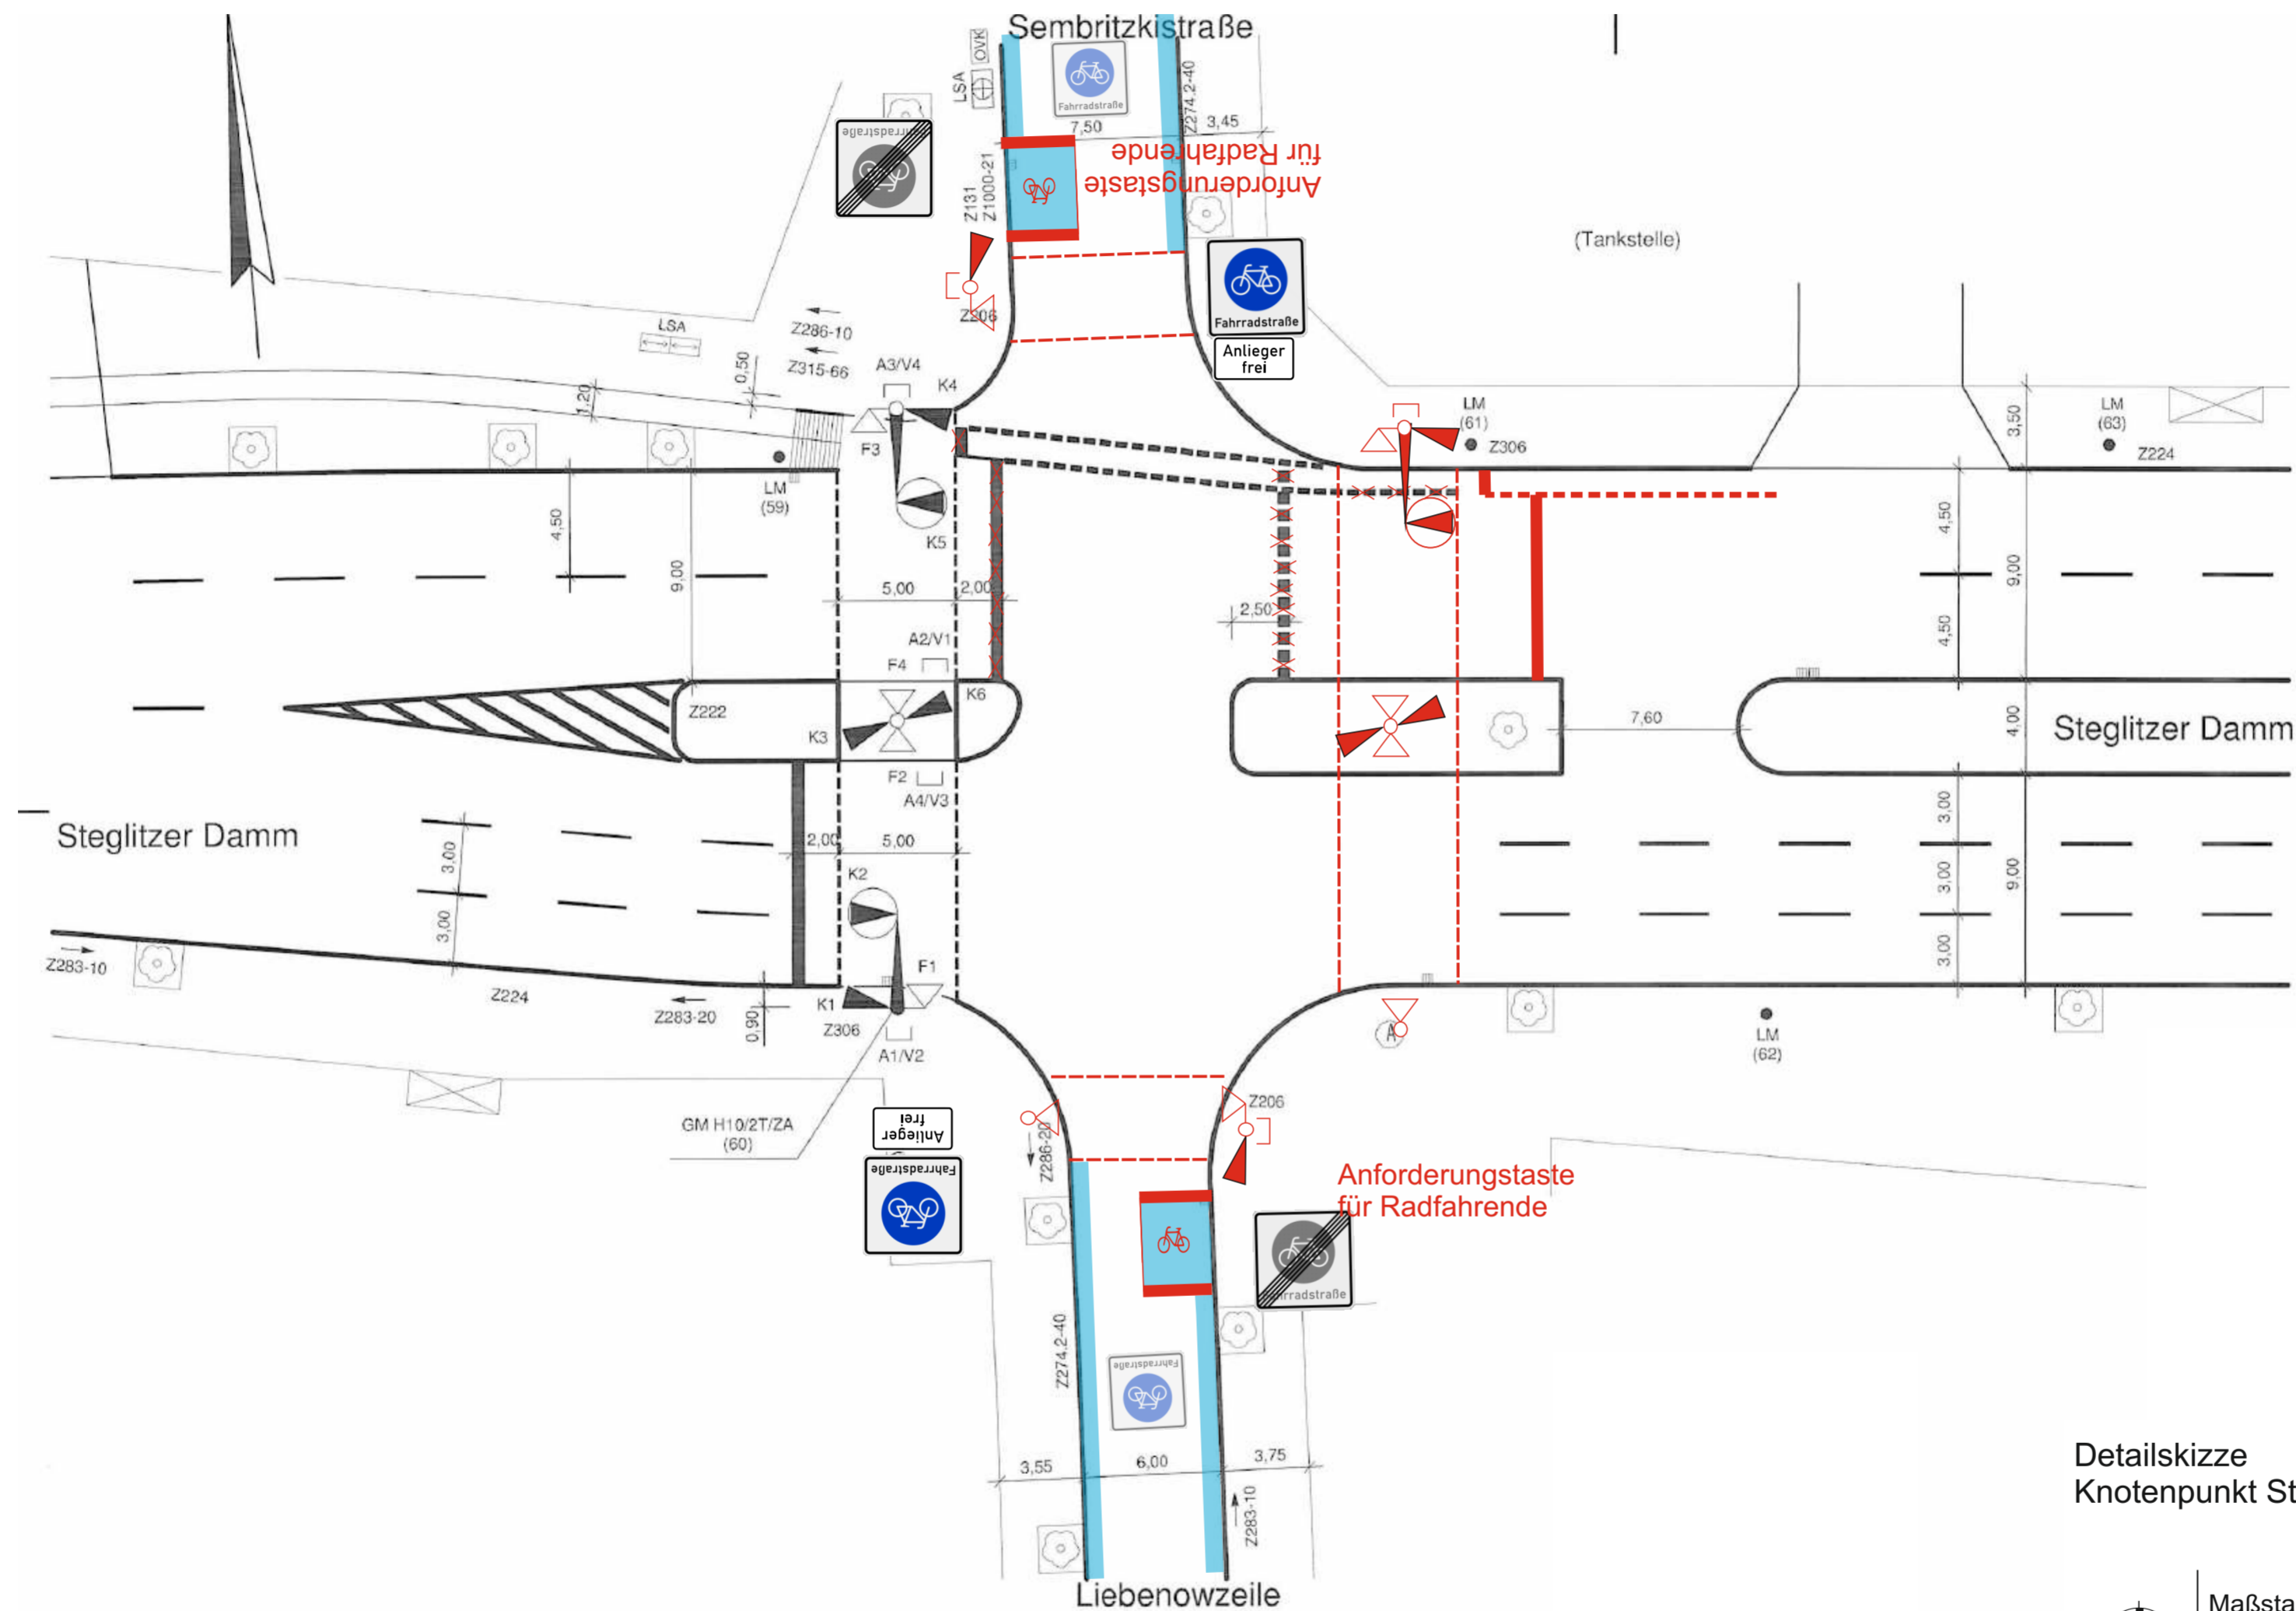 Sembritzkistraße
OVK
LSA
Fahrradstraße
Z274.2-40
7,50
3,45
Fahrradstraße
Anforderungstaste
für Radfahrende
Z131
Z1000-21
(Tankstelle)
Z206
Fahrradstraße
Anlieger
frei
LSA
Z286-10
Z315-66
0,50
1,20
A3/V4
K4
F3
LM
(61)
Z306
LM
(63)
Z224
3,50
LM
(59)
4,50
9,00
K5
5,00
2,00
2,50
4,50
9,00
4,50
A2/V1
F4
K6
Z222
K3
7,60
4,00
Steglitzer Damm
F2
A4/V3
Steglitzer Damm
3,00
3,00
2,00
5,00
K2
3,00
3,00
3,00
9,00
Z283-10
Z224
Z283-20
0,90
K1
F1
Z306
A1/V2
A
LM
(62)
GM H10/2T/ZA
(60)
Anlieger
frei
Fahrradstraße
Z286-20
Z206
Anforderungstaste
für Radfahrende
rradstraße
Z274.2-40
Fahrradstraße
3,55
6,00
3,75
Z283-10
Liebenowzeile
Detailskizze
Knotenpunkt St
Maßsta